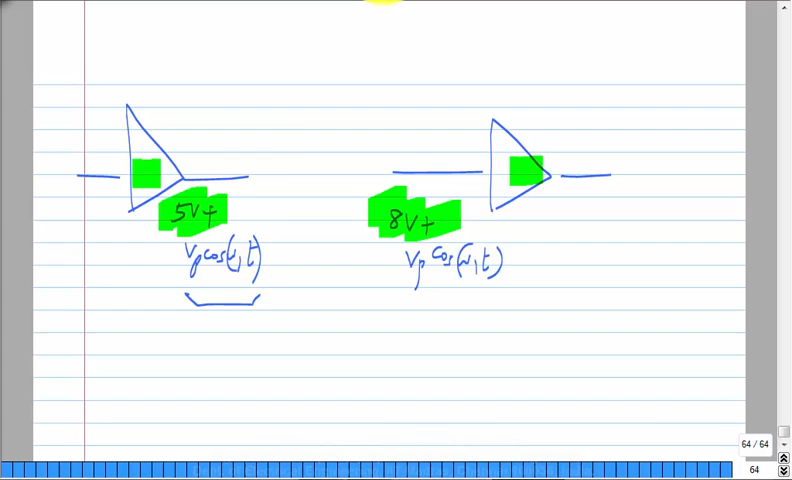 5V+
Vp cos(ω1t)
8V+
Vp cos(ω1t)
64 / 64
64